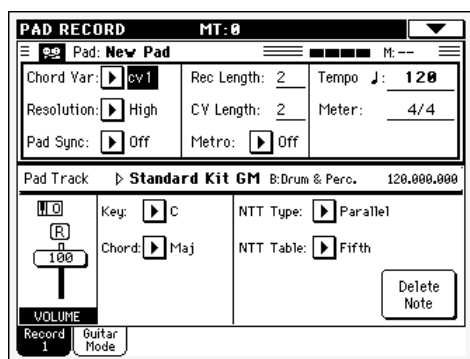 PAD RECORD MT:0
Pad: New Pad M:--
Chord Var: cv1 Rec Length: 2 Tempo ♩: 120
Resolution: High CV Length: 2 Meter: 4/4
Pad Sync: Off Metro: Off
Pad Track Standard Kit GM B:Drum & Perc. 120.000.000
Key: C NTT Type: Parallel
R
100 Chord: Maj NTT Table: Fifth
Delete
Note
VOLUME
Record
1
Guitar
Mode